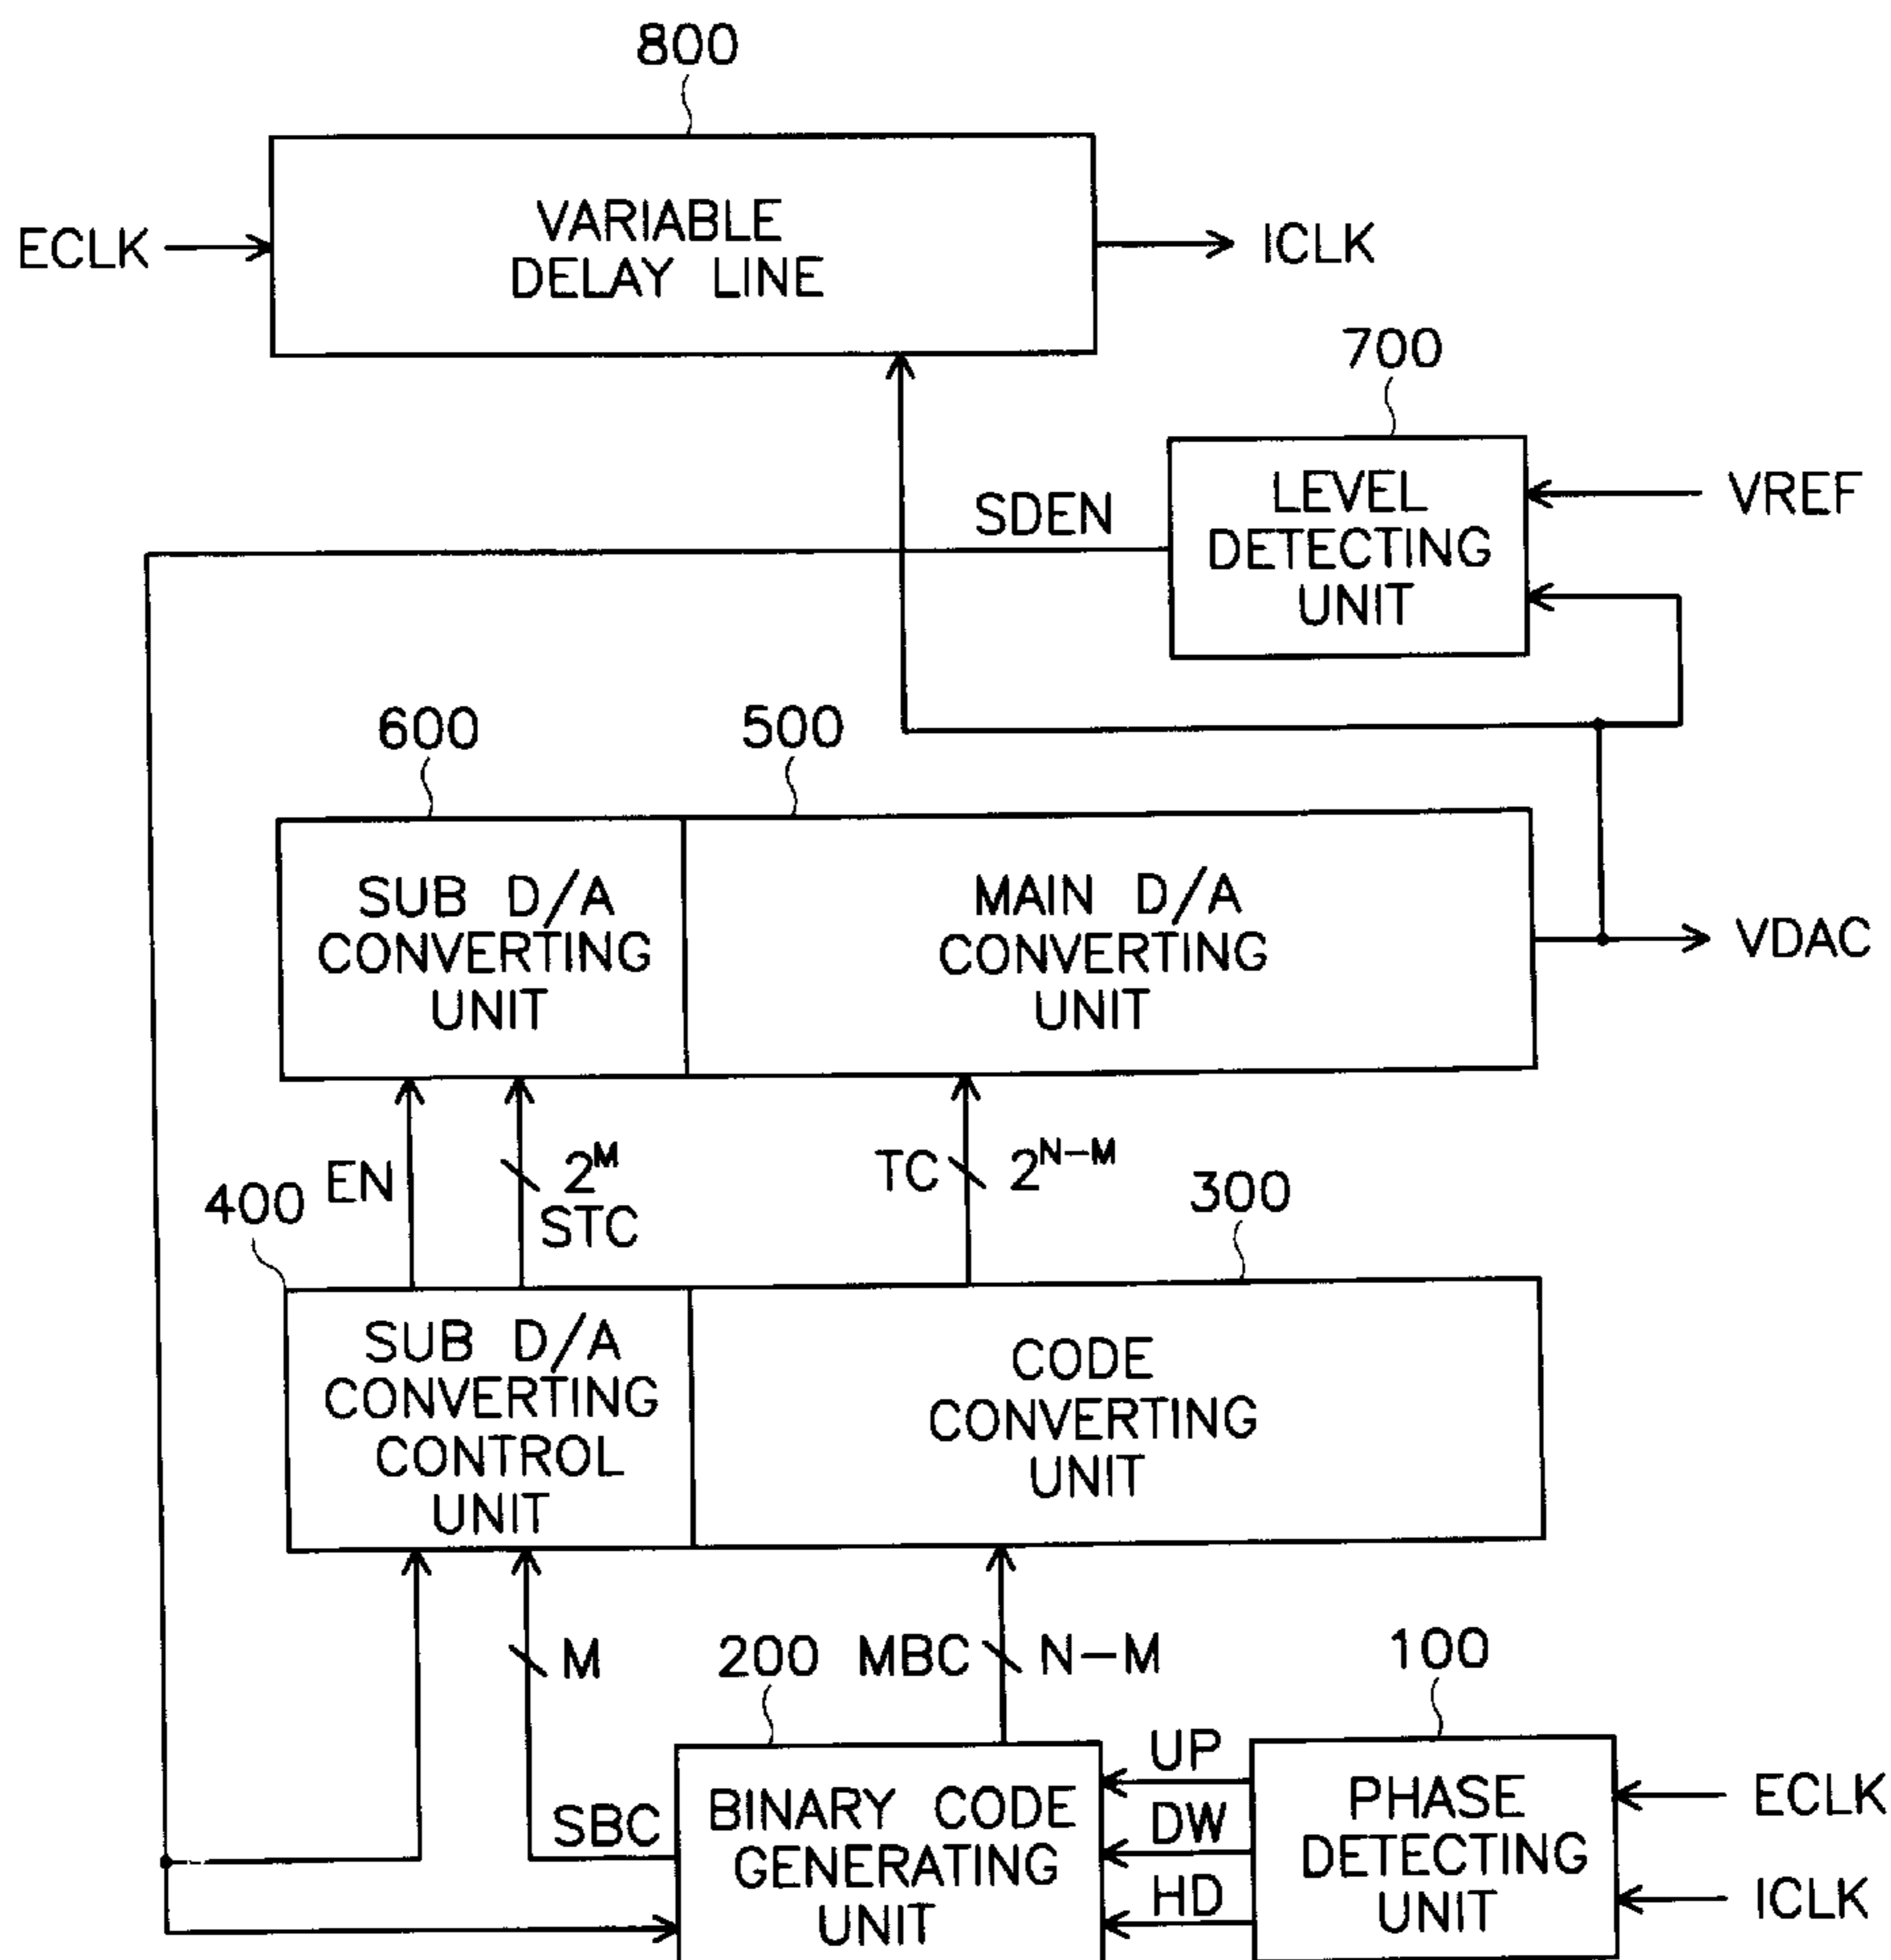 800
VARIABLE
DELAY LINE
ECLK
ICLK
700
LEVEL
DETECTING
UNIT
VREF
SDEN
600
500
SUB D/A
CONVERTING
UNIT
MAIN D/A
CONVERTING
UNIT
VDAC
EN
2^M
STC
TC
2^N-M
400
300
SUB D/A
CONVERTING
CONTROL
UNIT
CODE
CONVERTING
UNIT
M
200
MBC
N-M
100
SBC
BINARY CODE
GENERATING
UNIT
UP
DW
HD
PHASE
DETECTING
UNIT
ECLK
ICLK